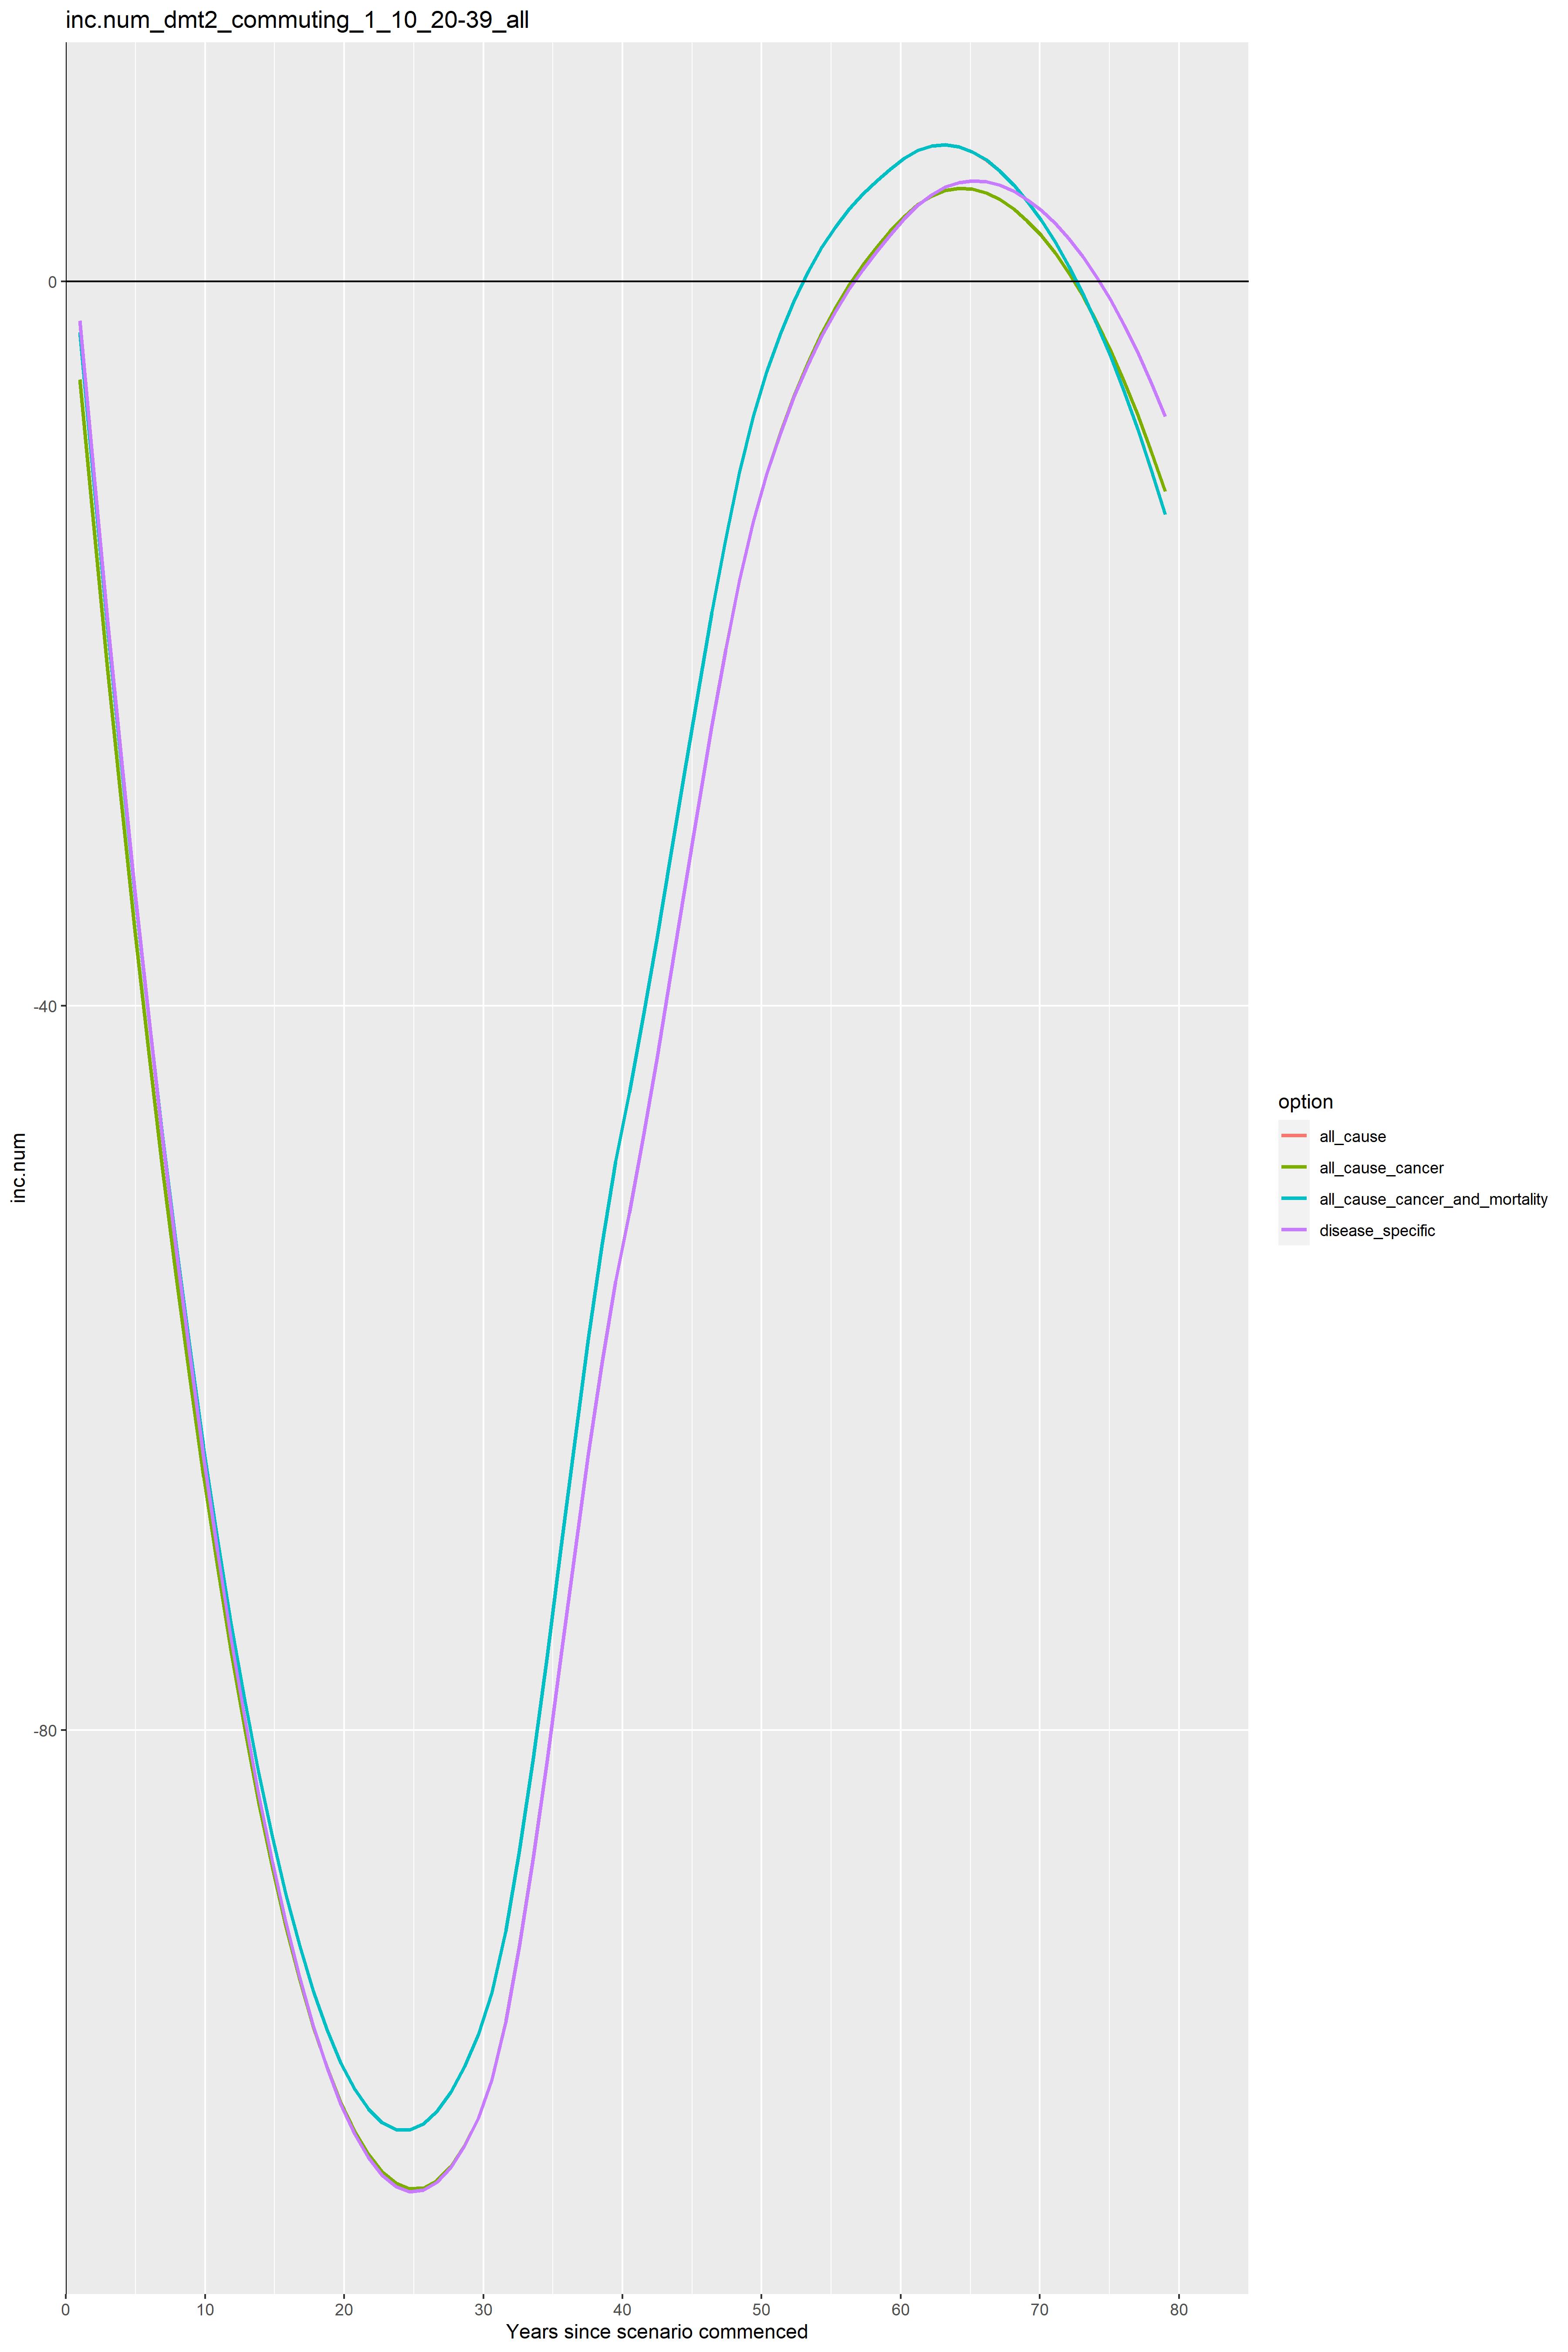 inc.num_dmt2_commuting_1_10_20-39_all
0
-40
-80
inc.num
0 10 20 30 40 50 60 70 80
Years since scenario commenced
option
all_cause
all_cause_cancer
all_cause_cancer_and_mortality
disease_specific